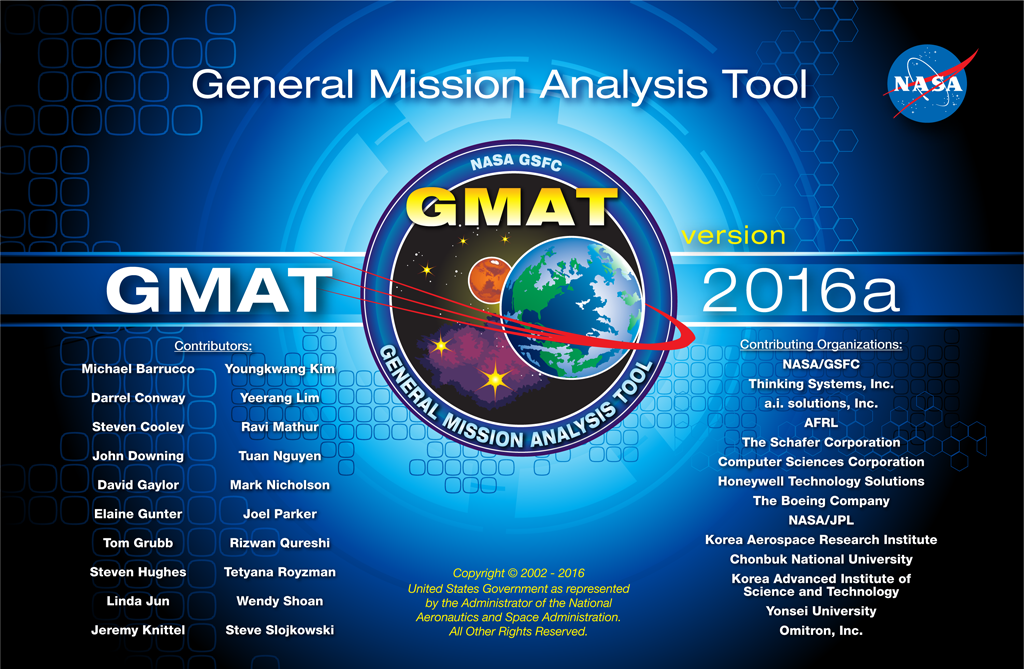 General Mission Analysis Tool
NASA
NASA GSFC
GMAT
GENERAL MISSION ANALYSIS TOOL
GMAT
version
2016a
Contributors:
Michael Barrucco
Youngkwang Kim
Darrel Conway
Yeerang Lim
Steven Cooley
Ravi Mathur
John Downing
Tuan Nguyen
David Gaylor
Mark Nicholson
Elaine Gunter
Joel Parker
Tom Grubb
Rizwan Qureshi
Steven Hughes
Tetyana Royzman
Linda Jun
Wendy Shoan
Jeremy Knittel
Steve Slojkowski
Contributing Organizations:
NASA/GSFC
Thinking Systems, Inc.
a.i. solutions, Inc.
AFRL
The Schafer Corporation
Computer Sciences Corporation
Honeywell Technology Solutions
The Boeing Company
NASA/JPL
Korea Aerospace Research Institute
Chonbuk National University
Korea Advanced Institute of
Science and Technology
Yonsei University
Omitron, Inc.
Copyright © 2002 - 2016
United States Government as represented
by the Administrator of the National
Aeronautics and Space Administration.
All Other Rights Reserved.